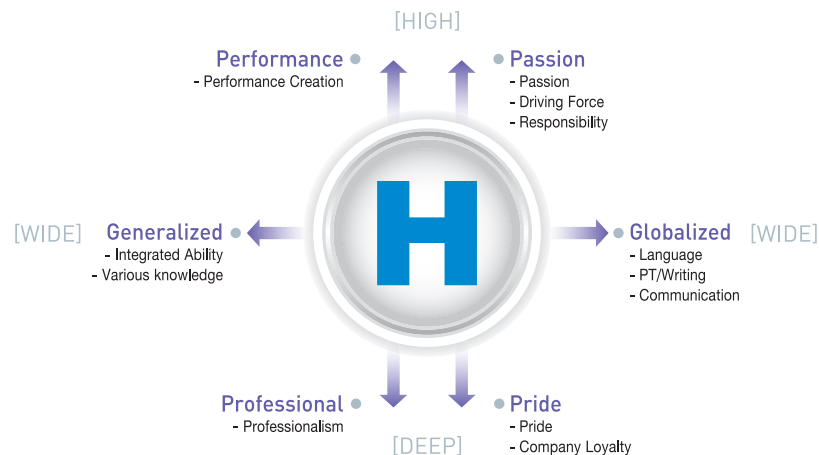 [HIGH]
Performance
- Performance Creation
Passion
- Passion
- Driving Force
- Responsibility
[WIDE]
Generalized
- Integrated Ability
- Various knowledge
H
Globalized
- Language
- PT/Writing
- Communication
[WIDE]
Professional
- Professionalism
Pride
- Pride
- Company Loyalty
[DEEP]